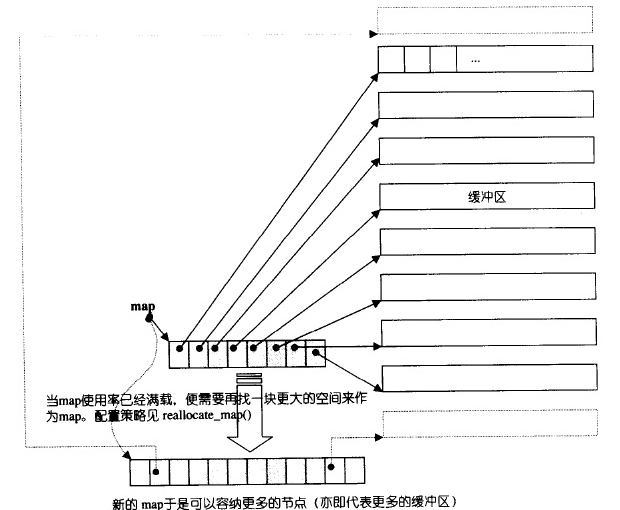 ...
缓冲区
map
当map使用率已经满载，便需要再找一块更大的空间来作
为map。配置策略见 reallocate_map()
新的 map于是可以容纳更多的节点（亦即代表更多的缓冲区）